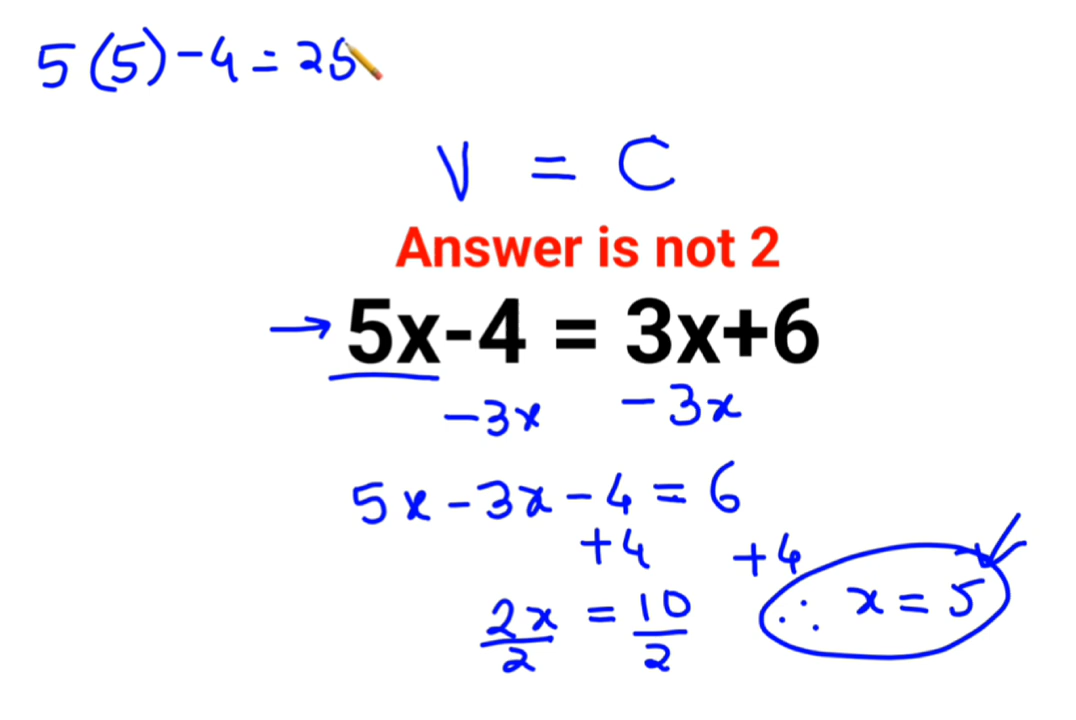 5(5)-4=25
V = C
Answer is not 2
→5x-4 = 3x+6
-3x -3x
5x-3x-4=6
+4 +4
2x/2 = 10/2
∴ x=5